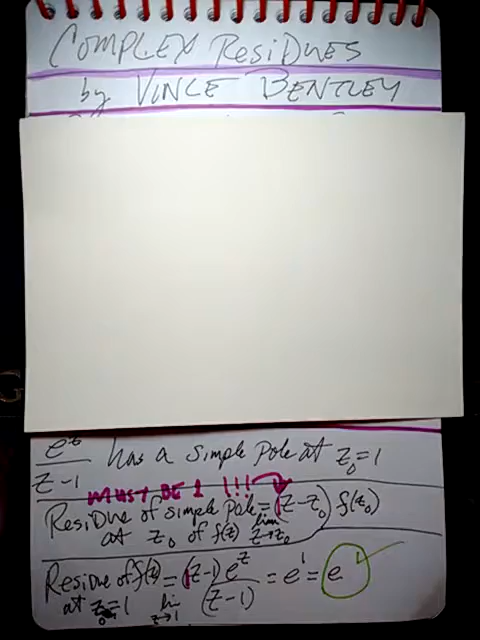 COMPLEX RESIDUES
by VINCE BENTLEY
e^z / z-1 has a simple pole at z₀=1
MUST BE 1 !!!
Residue of simple pole = (z-z₀) f(z₀)
at z₀ of f(z) lim z→z₀
Residue of f(z) = (z-1) e^z / (z-1) = e¹ = e
at z₀=1 lim z→1